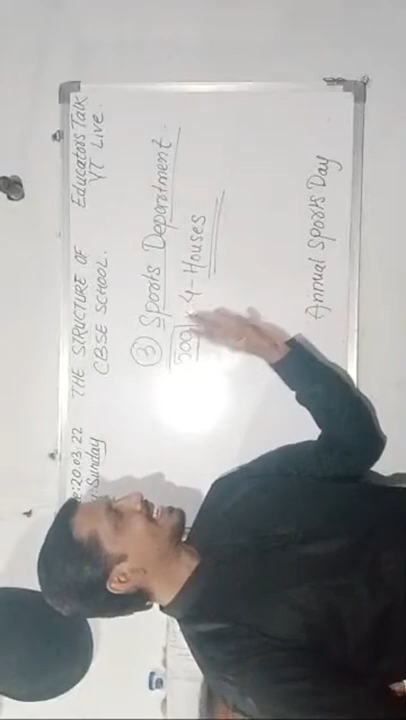 e:20.03.22 THE STRUCTURE OF Educators Talk
Sunday CBSE SCHOOL. YT LIVE.
③ Sports Department.
500 4-Houses
Annual Sports Day